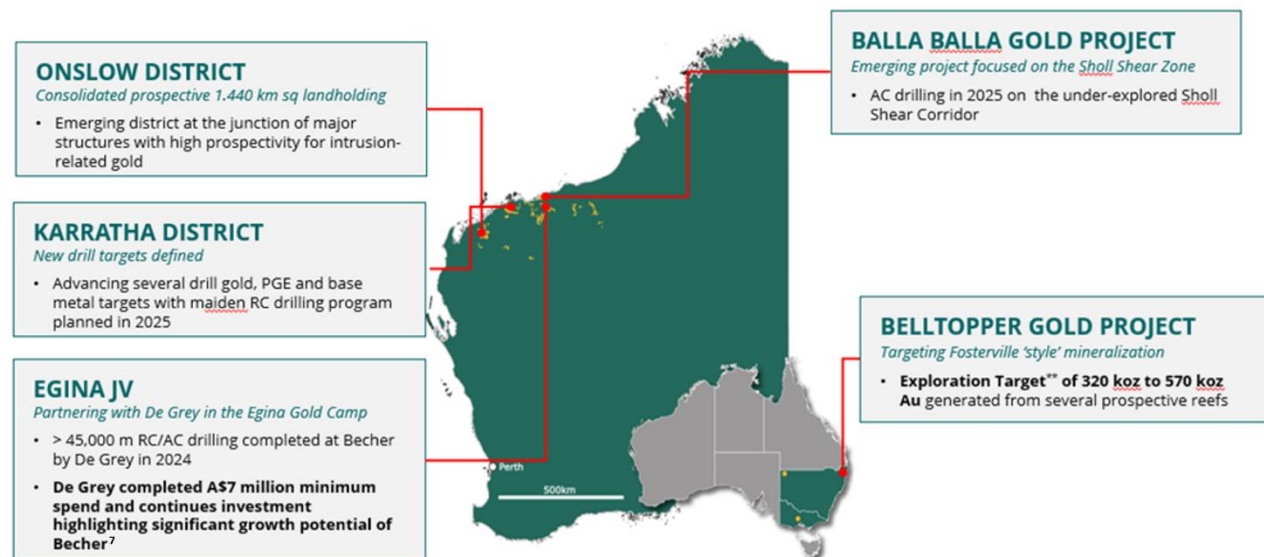 ONSLOW DISTRICT
Consolidated prospective 1.440 km sq landholding
• Emerging district at the junction of major
structures with high prospectivity for intrusion-
related gold
KARRATHA DISTRICT
New drill targets defined
• Advancing several drill gold, PGE and base
metal targets with maiden RC drilling program
planned in 2025
EGINA JV
Partnering with De Grey in the Egina Gold Camp
• > 45,000 m RC/AC drilling completed at Becher
by De Grey in 2024
• De Grey completed A$7 million minimum
spend and continues investment
highlighting significant growth potential of
Becher⁷
Perth
500km
BALLA BALLA GOLD PROJECT
Emerging project focused on the Sholl Shear Zone
• AC drilling in 2025 on the under-explored Sholl
Shear Corridor
BELLTOPPER GOLD PROJECT
Targeting Fosterville ‘style’ mineralization
• Exploration Target** of 320 koz to 570 koz
Au generated from several prospective reefs